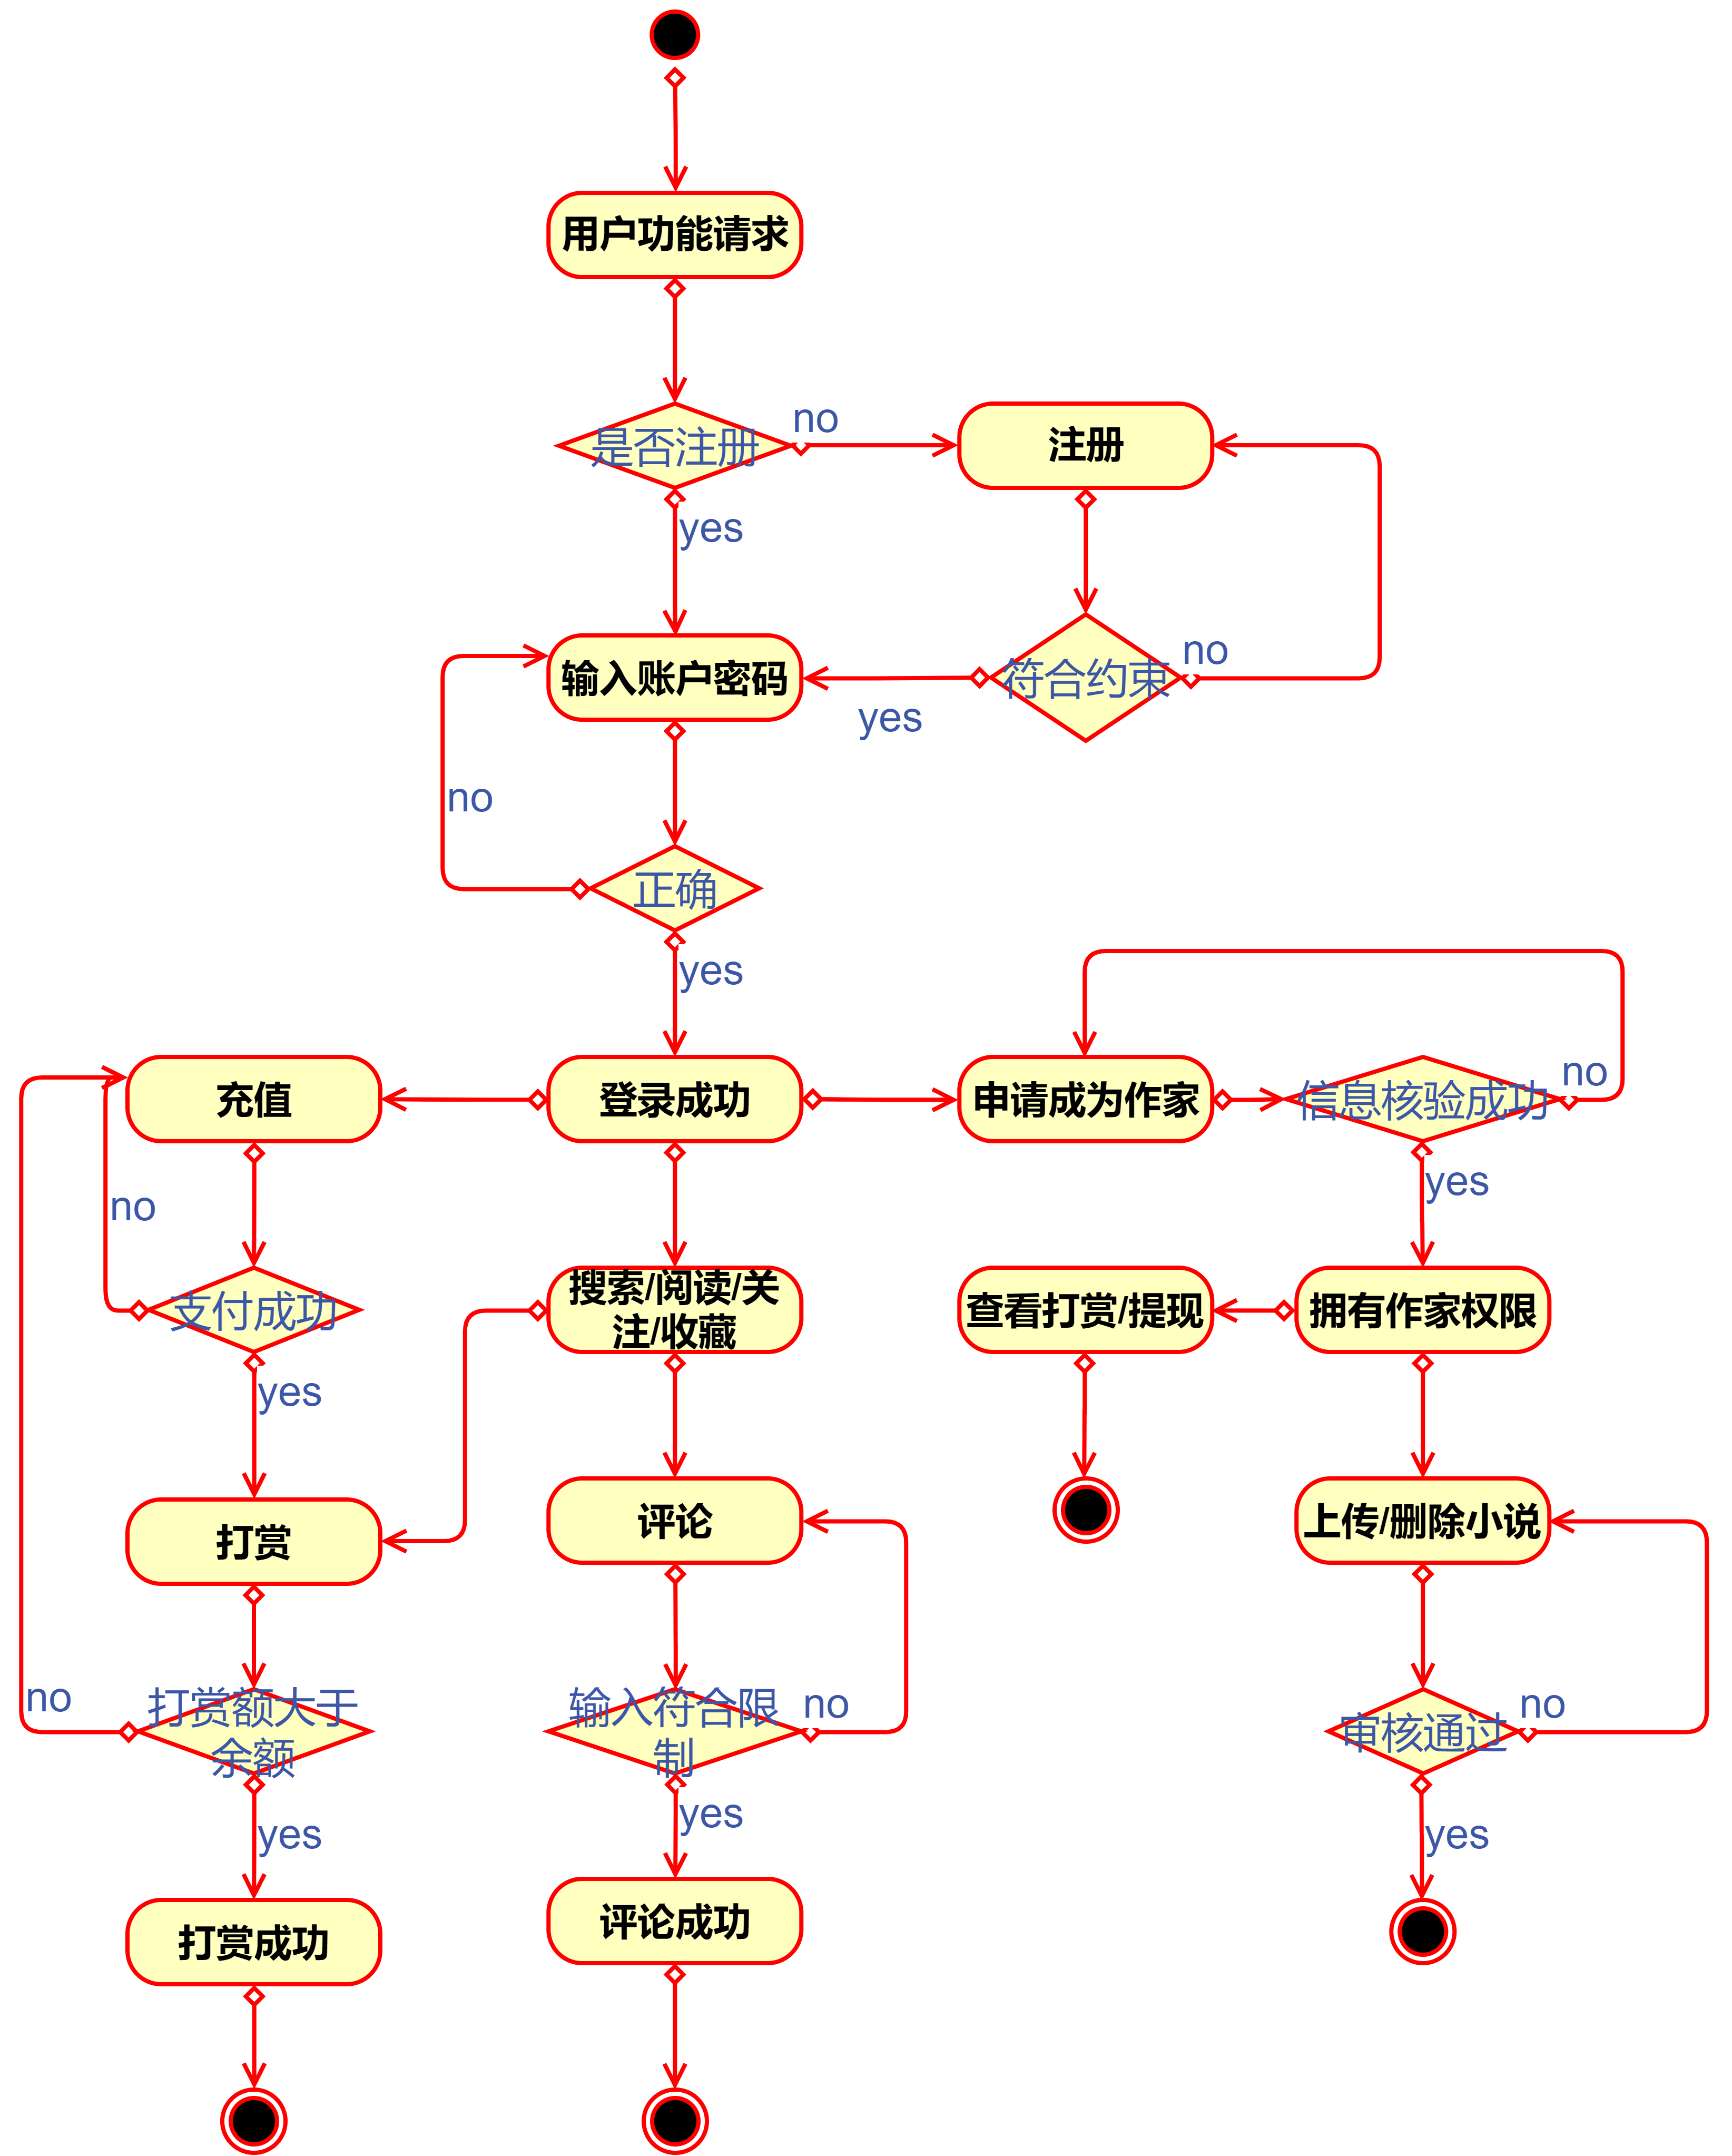 用户功能请求
是否注册
no
注册
yes
输入账户密码
符合约束
no
yes
no
正确
yes
充值
登录成功
申请成为作家
信息核验成功
no
yes
no
支付成功
搜索/阅读/关
注/收藏
查看打赏/提现
拥有作家权限
yes
打赏
评论
上传/删除小说
no
打赏额大于
余额
输入符合限
制
no
审核通过
no
yes
yes
yes
打赏成功
评论成功